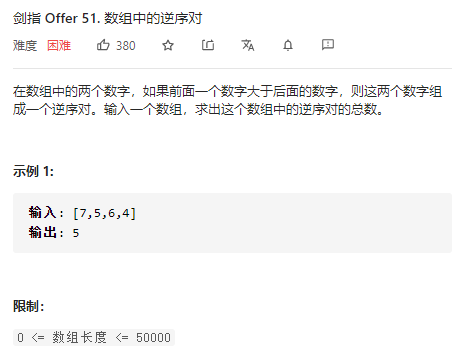 剑指 Offer 51. 数组中的逆序对
难度 困难 380
在数组中的两个数字，如果前面一个数字大于后面的数字，则这两个数字组
成一个逆序对。输入一个数组，求出这个数组中的逆序对的总数。
示例 1:
输入: [7,5,6,4]
输出: 5
限制：
0 <= 数组长度 <= 50000